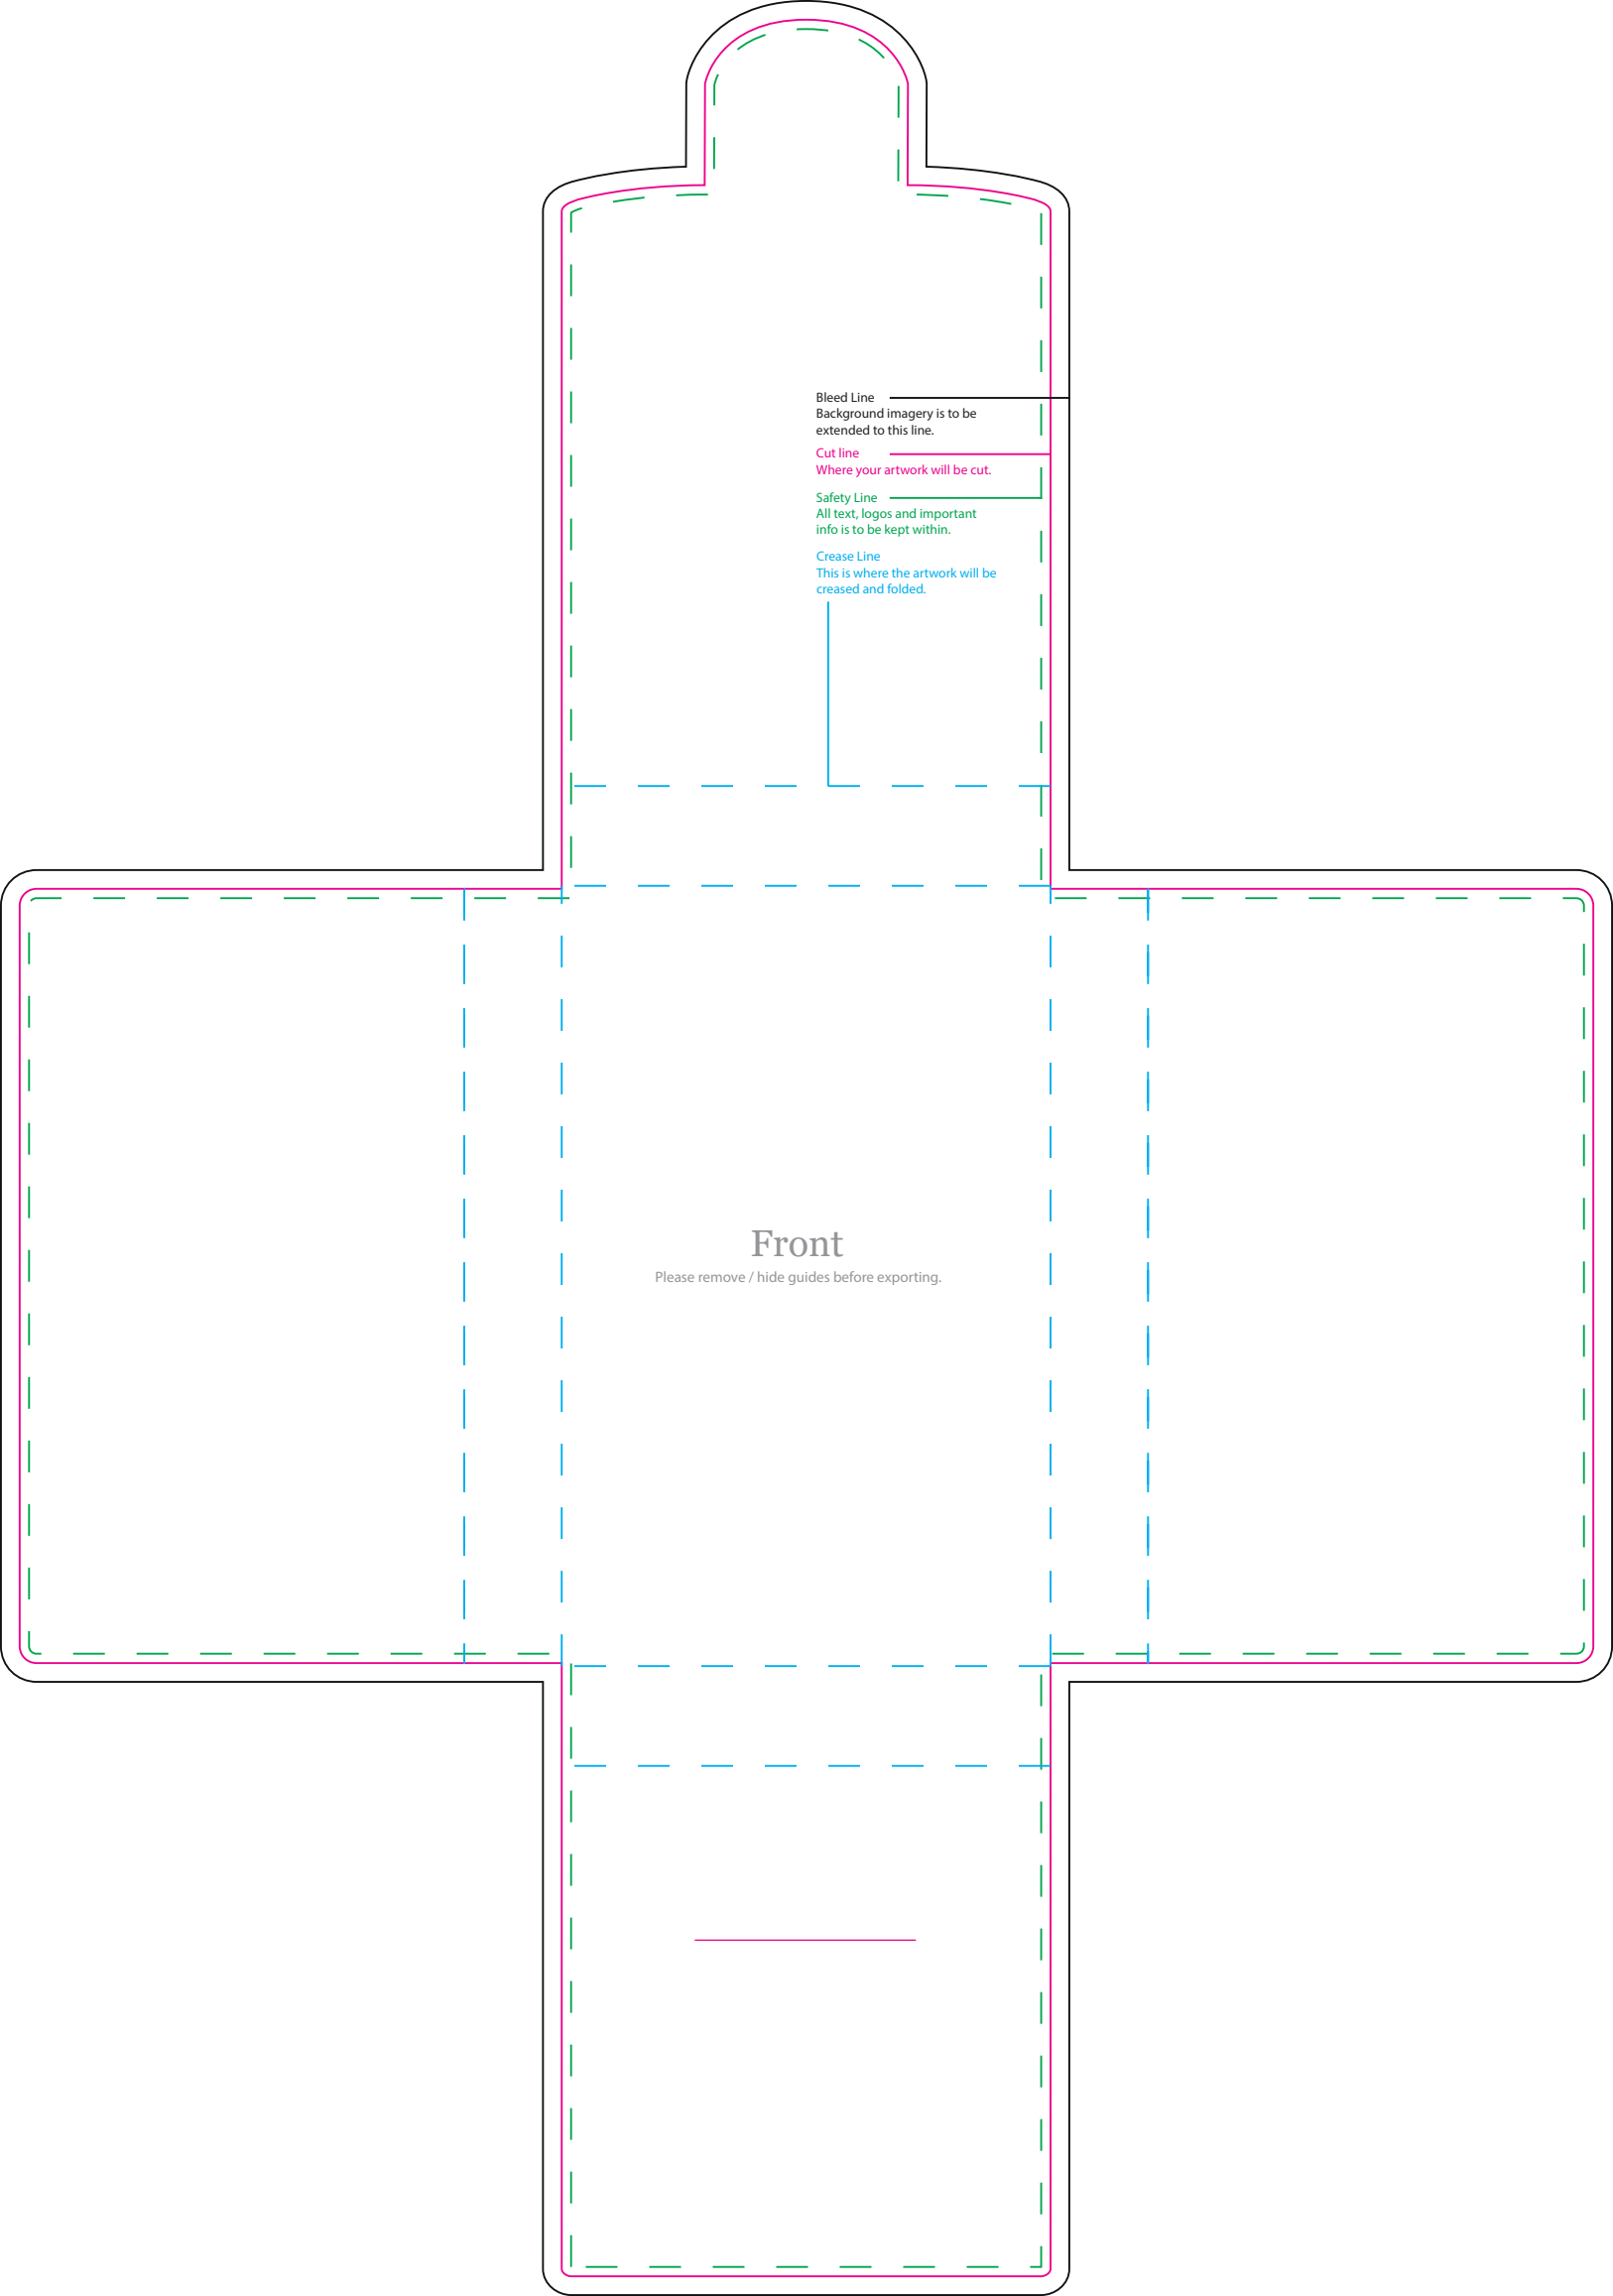 Bleed Line
Background imagery is to be
extended to this line.
Cut line
Where your artwork will be cut.
Safety Line
All text, logos and important
info is to be kept within.
Crease Line
This is where the artwork will be
creased and folded.
Front
Please remove / hide guides before exporting.